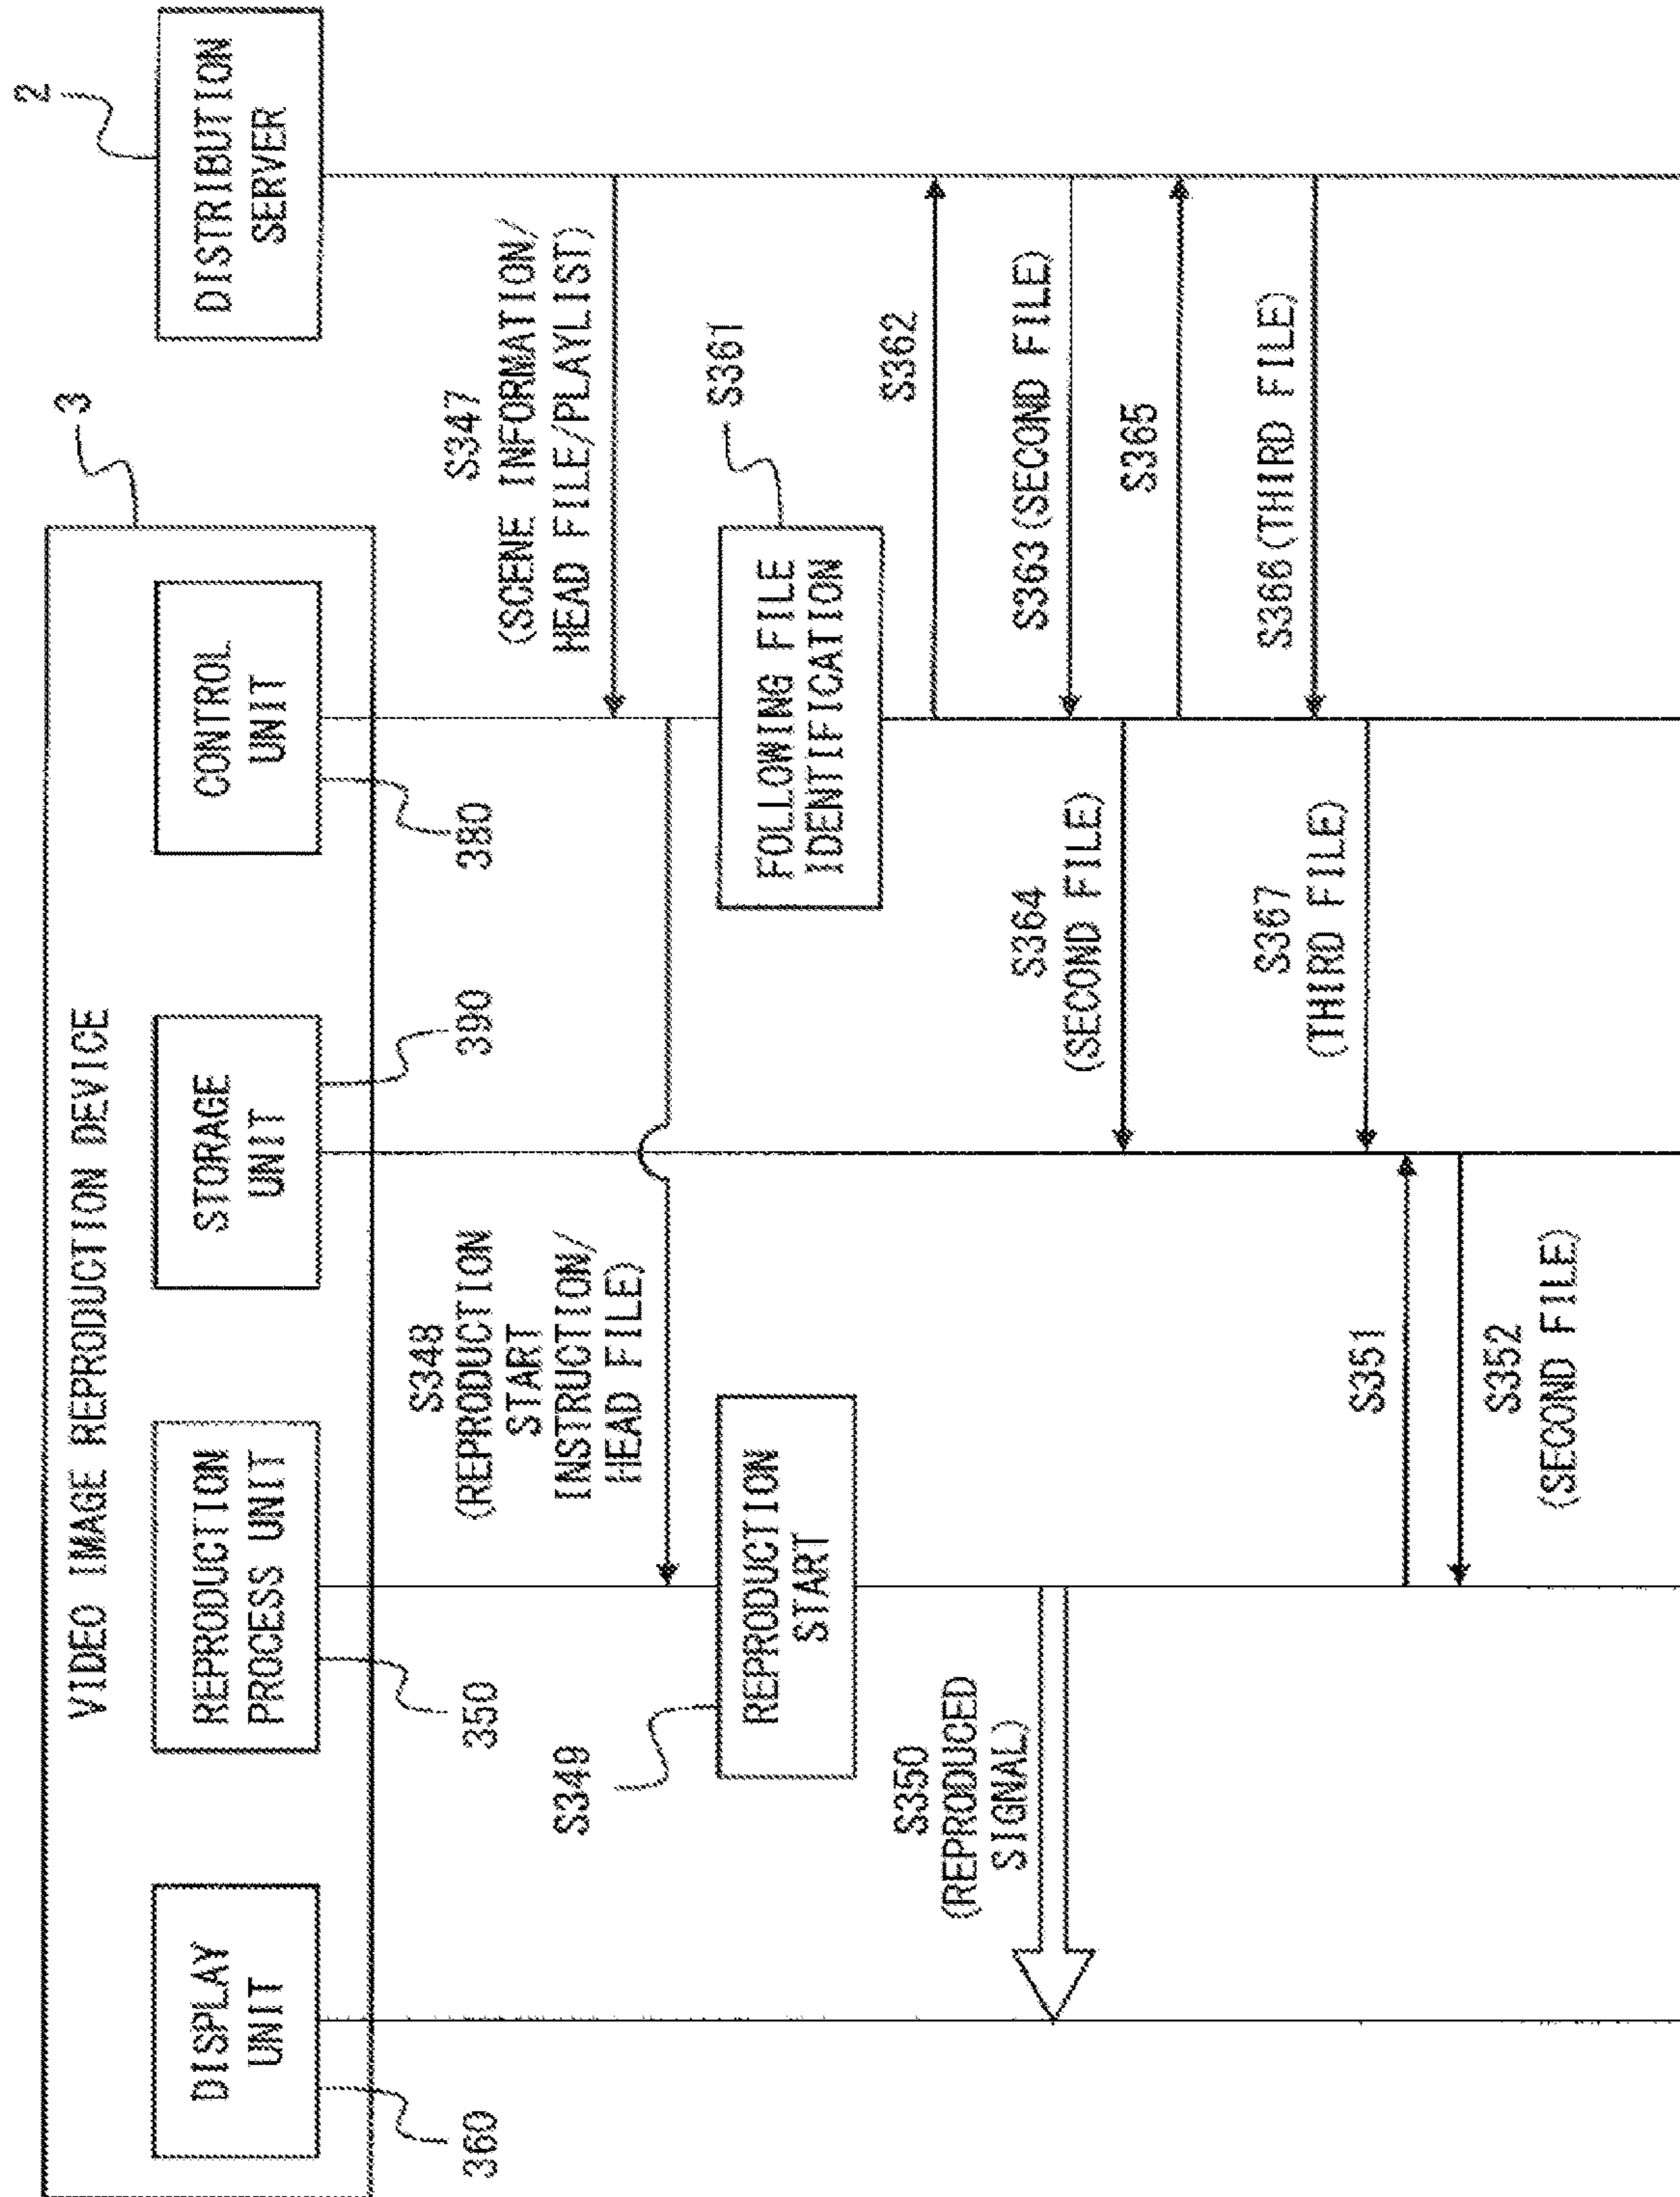 VIDEO IMAGE REPRODUCTION DEVICE
3
2
DISPLAY
UNIT
360
REPRODUCTION
PROCESS UNIT
350
STORAGE
UNIT
390
CONTROL
UNIT
380
DISTRIBUTION
SERVER
S347
(SCENE INFORMATION/
HEAD FILE/PLAYLIST)
S348
(REPRODUCTION
START
INSTRUCTION/
HEAD FILE)
S349
REPRODUCTION
START
S361
FOLLOWING FILE
IDENTIFICATION
S350
(REPRODUCED
SIGNAL)
S362
S363(SECOND FILE)
S364
(SECOND FILE)
S365
S366(THIRD FILE)
S367
(THIRD FILE)
S351
S352
(SECOND FILE)